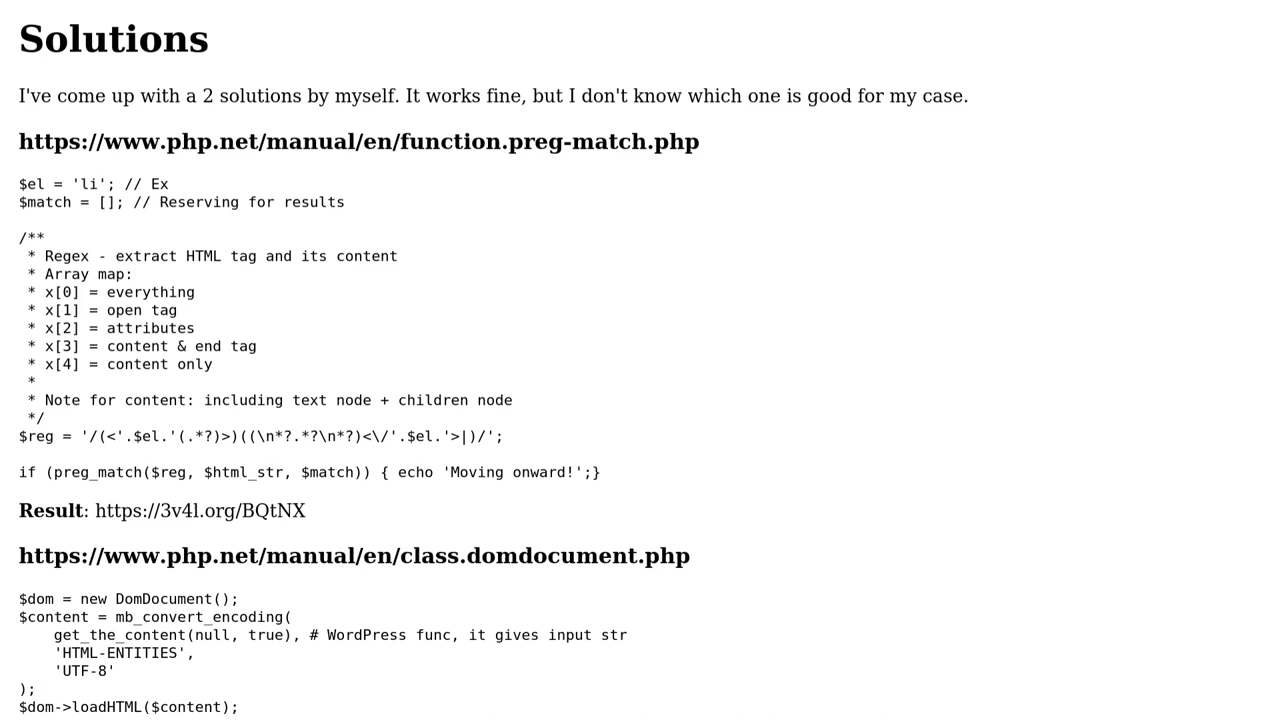 Solutions
I've come up with a 2 solutions by myself. It works fine, but I don't know which one is good for my case.
https://www.php.net/manual/en/function.preg-match.php
$el = 'li'; // Ex
$match = []; // Reserving for results
/**
 * Regex - extract HTML tag and its content
 * Array map:
 * x[0] = everything
 * x[1] = open tag
 * x[2] = attributes
 * x[3] = content & end tag
 * x[4] = content only
 *
 * Note for content: including text node + children node
 */
$reg = '/(<'.$el.'(.*?)>)((\n*?.*?\n*?)<\/'.$el.'>|)/';
if (preg_match($reg, $html_str, $match)) { echo 'Moving onward!';}
Result: https://3v4l.org/BQtNX
https://www.php.net/manual/en/class.domdocument.php
$dom = new DomDocument();
$content = mb_convert_encoding(
    get_the_content(null, true), # WordPress func, it gives input str
    'HTML-ENTITIES',
    'UTF-8'
);
$dom->loadHTML($content);